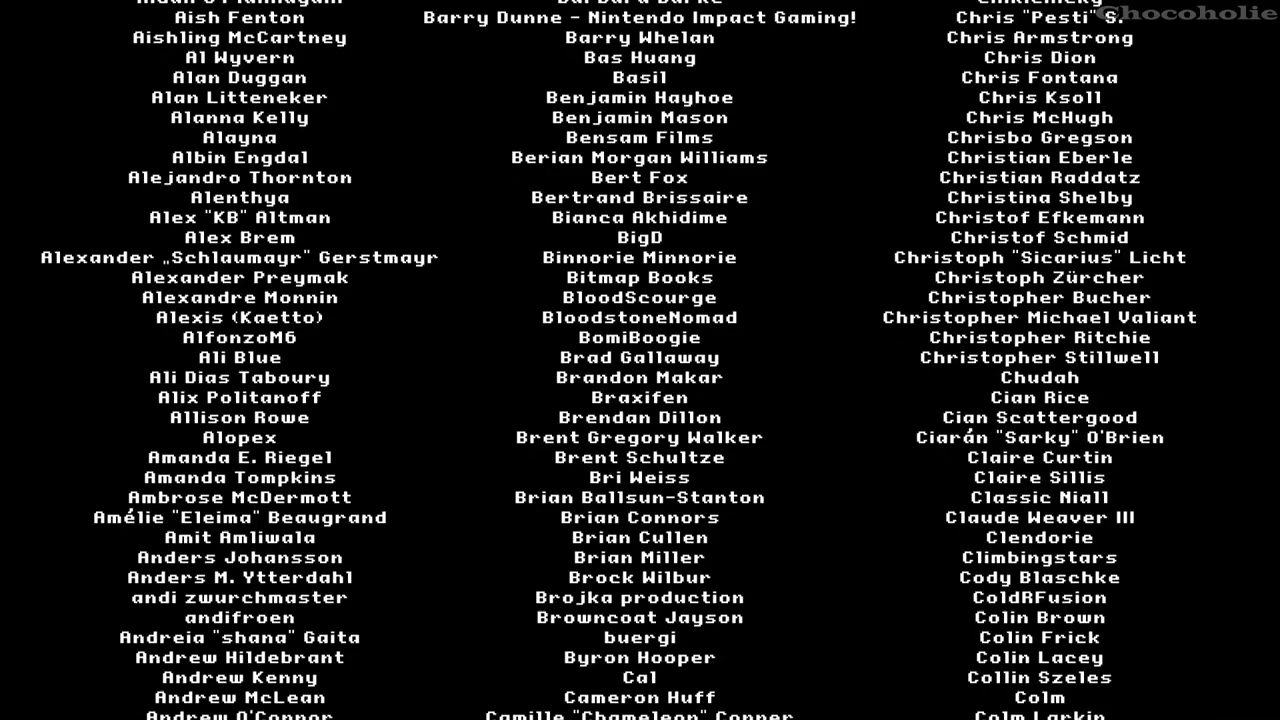 Chocoholic
Aish Fenton
Aishling McCartney
Al Wyvern
Alan Duggan
Alan Litteneker
Alanna Kelly
Alayna
Albin Engdal
Alejandro Thornton
Alenthya
Alex "KB" Altman
Alex Brem
Alexander „Schlaumayr" Gerstmayr
Alexander Preymak
Alexandre Monnin
Alexis (Kaetto)
AlfonzoM6
Ali Blue
Ali Dias Taboury
Alix Politanoff
Allison Rowe
Alopex
Amanda E. Riegel
Amanda Tompkins
Ambrose McDermott
Amélie "Eleima" Beaugrand
Amit Amliwala
Anders Johansson
Anders M. Ytterdahl
andi zwurchmaster
andifroen
Andreia "shana" Gaita
Andrew Hildebrant
Andrew Kenny
Andrew McLean
Andrew O'Connor
Barry Dunne - Nintendo Impact Gaming!
Barry Whelan
Bas Huang
Basil
Benjamin Hayhoe
Benjamin Mason
Bensam Films
Berian Morgan Williams
Bert Fox
Bertrand Brissaire
Bianca Akhidime
BigD
Binnorie Minnorie
Bitmap Books
BloodScourge
BloodstoneNomad
BomiBoogie
Brad Gallaway
Brandon Makar
Braxifen
Brendan Dillon
Brent Gregory Walker
Brent Schultze
Bri Weiss
Brian Ballsun-Stanton
Brian Connors
Brian Cullen
Brian Miller
Brock Wilbur
Brojka production
Browncoat Jayson
buergi
Byron Hooper
Cal
Cameron Huff
Camille "Chameleon" Conner
Chris "Pesti" S.
Chris Armstrong
Chris Dion
Chris Fontana
Chris Ksoll
Chris McHugh
Chrisbo Gregson
Christian Eberle
Christian Raddatz
Christina Shelby
Christof Efkemann
Christof Schmid
Christoph "Sicarius" Licht
Christoph Zürcher
Christopher Bucher
Christopher Michael Valiant
Christopher Ritchie
Christopher Stillwell
Chudah
Cian Rice
Cian Scattergood
Ciarán "Sarky" O'Brien
Claire Curtin
Claire Sillis
Classic Niall
Claude Weaver III
Clendorie
Climbingstars
Cody Blaschke
ColdRFusion
Colin Brown
Colin Frick
Colin Lacey
Collin Szeles
Colm
Colm Larkin